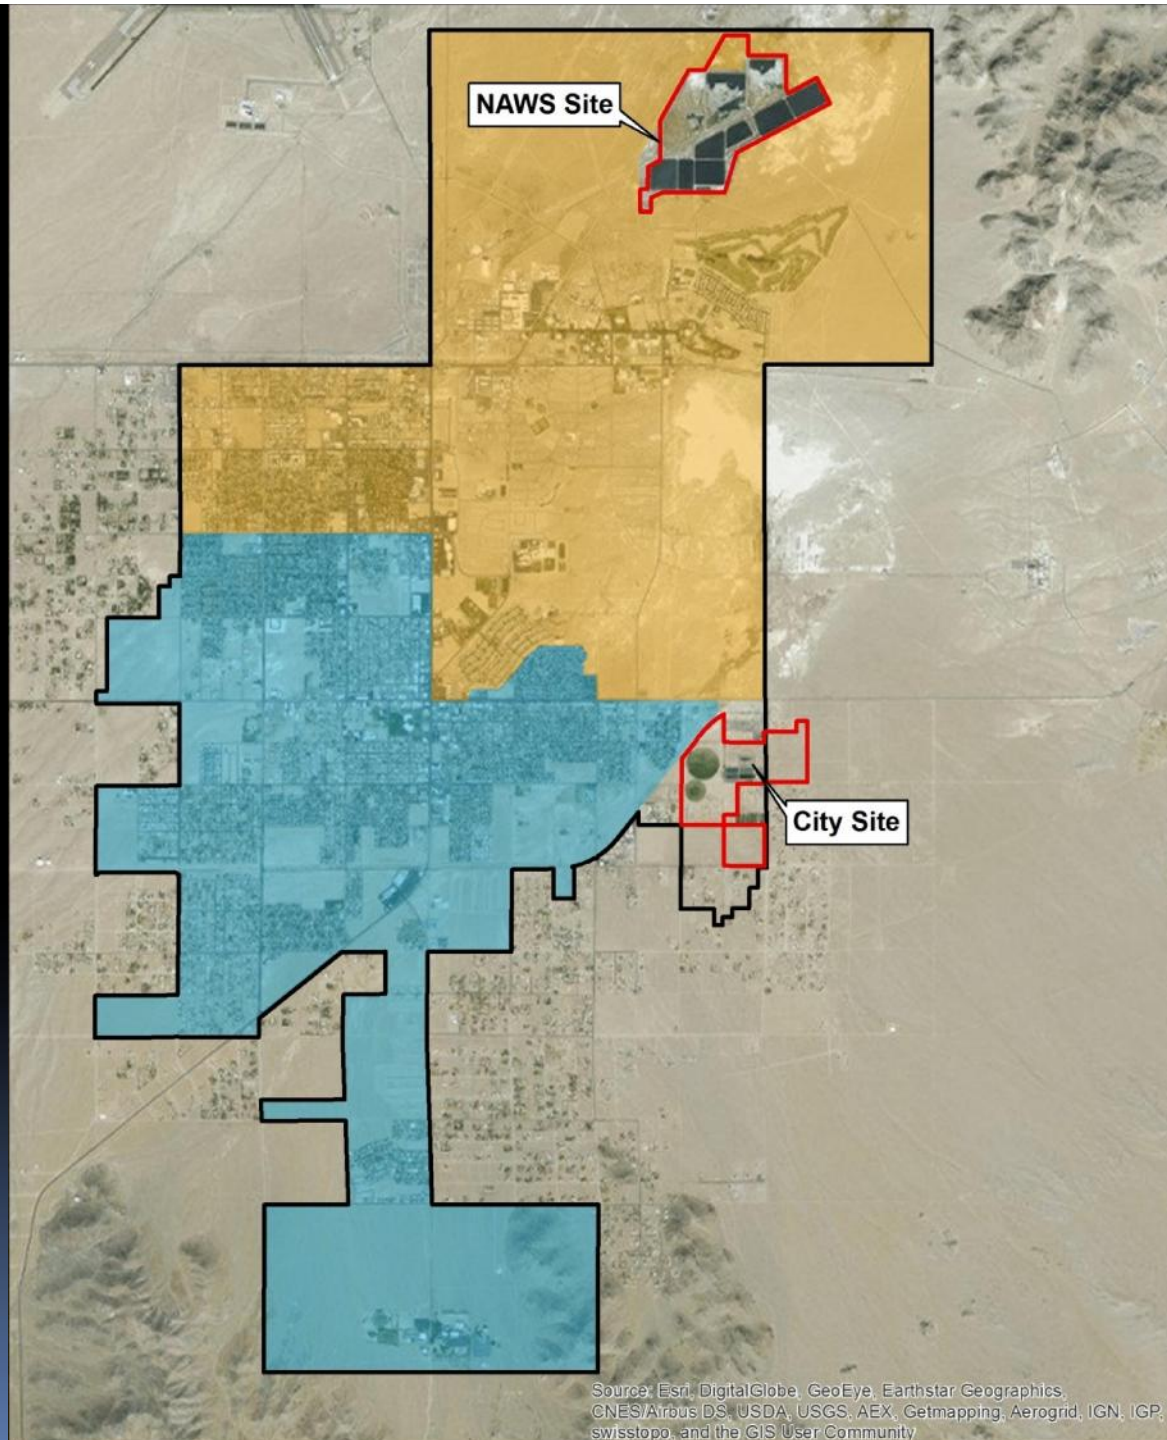 NAWS Site
City Site
Source: Esri, DigitalGlobe, GeoEye, Earthstar Geographics,
CNES/Airbus DS, USDA, USGS, AEX, Getmapping, Aerogrid, IGN, IGP,
swisstopo, and the GIS User Community